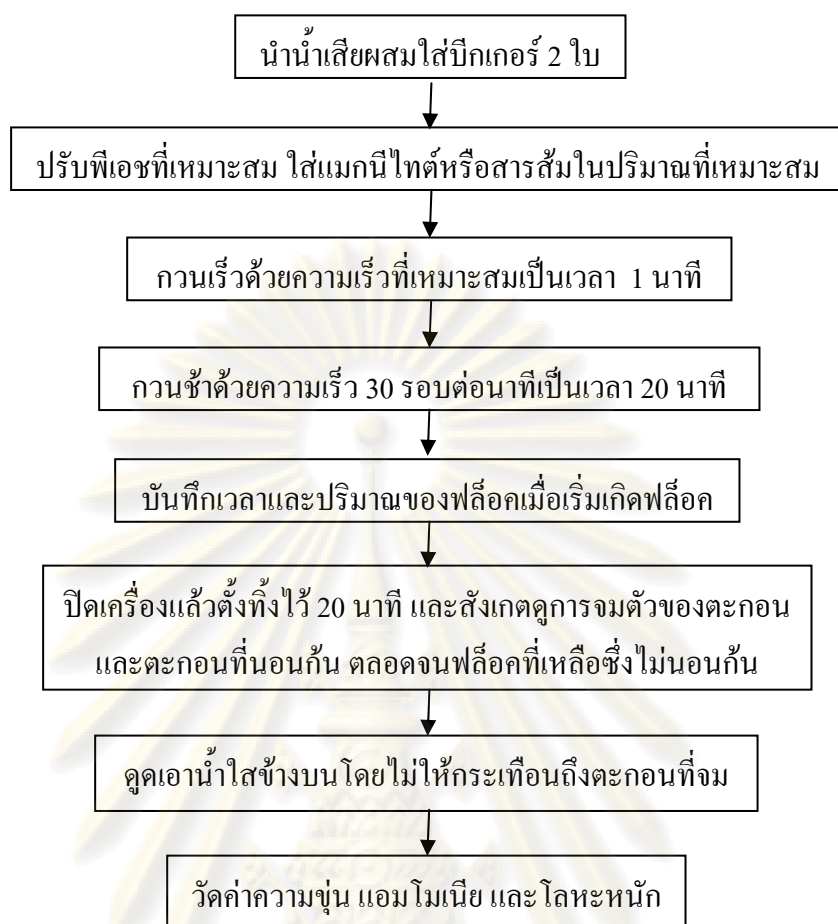 นำน้ำเสียผสมใส่บีกเกอร์ 2 ใบ
ปรับพีเอชที่เหมาะสม ใส่แมกนีไทต์หรือสารส้มในปริมาณที่เหมาะสม
กวนเร็วด้วยความเร็วที่เหมาะสมเป็นเวลา 1 นาที
กวนช้าด้วยความเร็ว 30 รอบต่อนาทีเป็นเวลา 20 นาที
บันทึกเวลาและปริมาณของฟล็อคเมื่อเริ่มเกิดฟล็อค
ปิดเครื่องแล้วตั้งทิ้งไว้ 20 นาที และสังเกตดูการจมตัวของตะกอน
และตะกอนที่นอนก้น ตลอดจนฟล็อคที่เหลือซึ่งไม่นอนก้น
ดูดเอาน้ำใสข้างบนโดยไม่ให้กระเทือนถึงตะกอนที่จม
วัดค่าความขุ่น แอมโมเนีย และโลหะหนัก